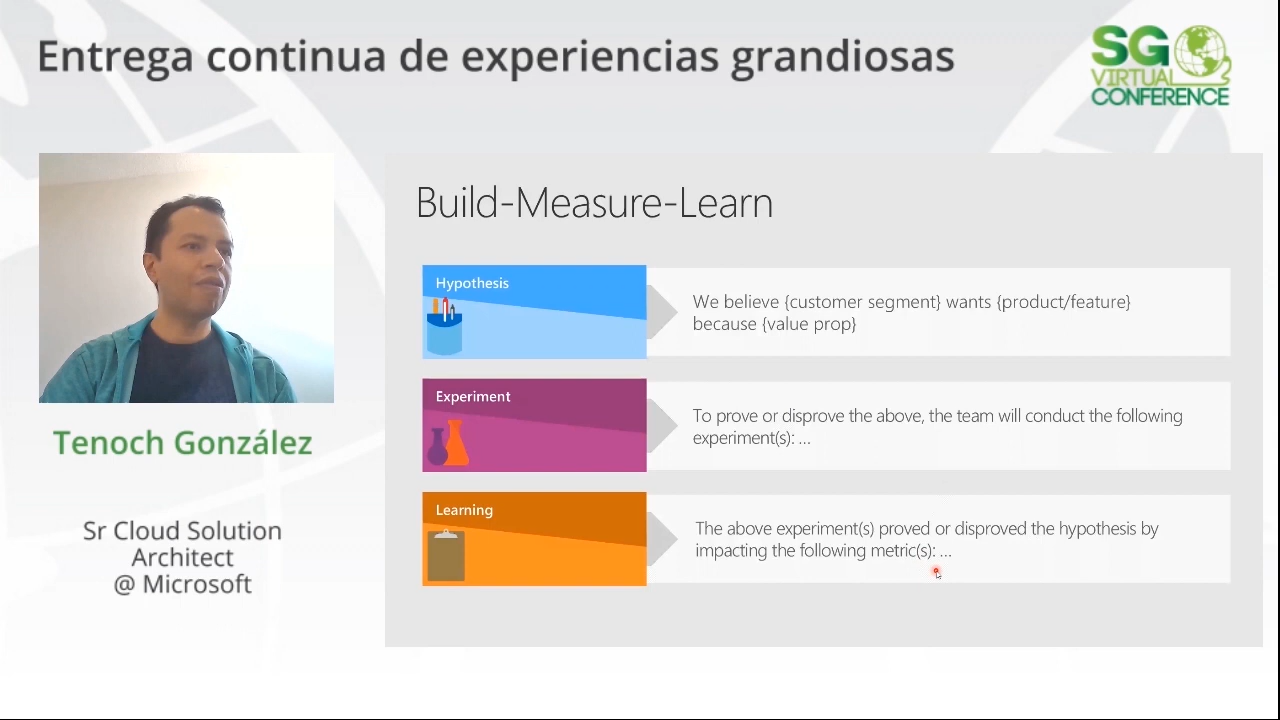 Entrega continua de experiencias grandiosas
SG
VIRTUAL
CONFERENCE
Tenoch González
Sr Cloud Solution
Architect
@ Microsoft
Build-Measure-Learn
Hypothesis
We believe {customer segment} wants {product/feature}
because {value prop}
Experiment
To prove or disprove the above, the team will conduct the following
experiment(s): ...
Learning
The above experiment(s) proved or disproved the hypothesis by
impacting the following metric(s): ...